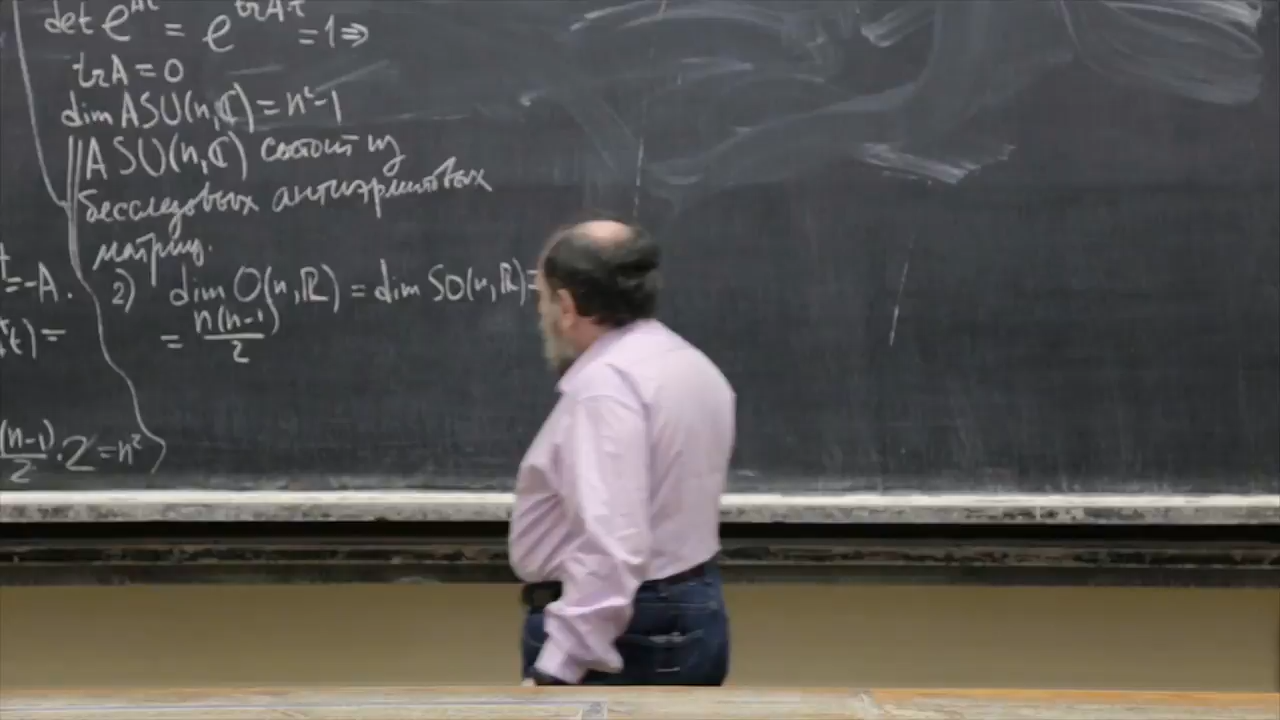 det e^{At} = e^{trAt} = 1 ⇒
trA = 0
dim ASU(n,ℂ) = n²-1
ASU(n,ℂ) состоит из
бесследовых антиэрмитовых
матриц.
=-A.
2) dim O(n,ℝ) = dim SO(n,ℝ) =
= n(n-1)/2
t) =
(n-1)/2 · 2 = n²